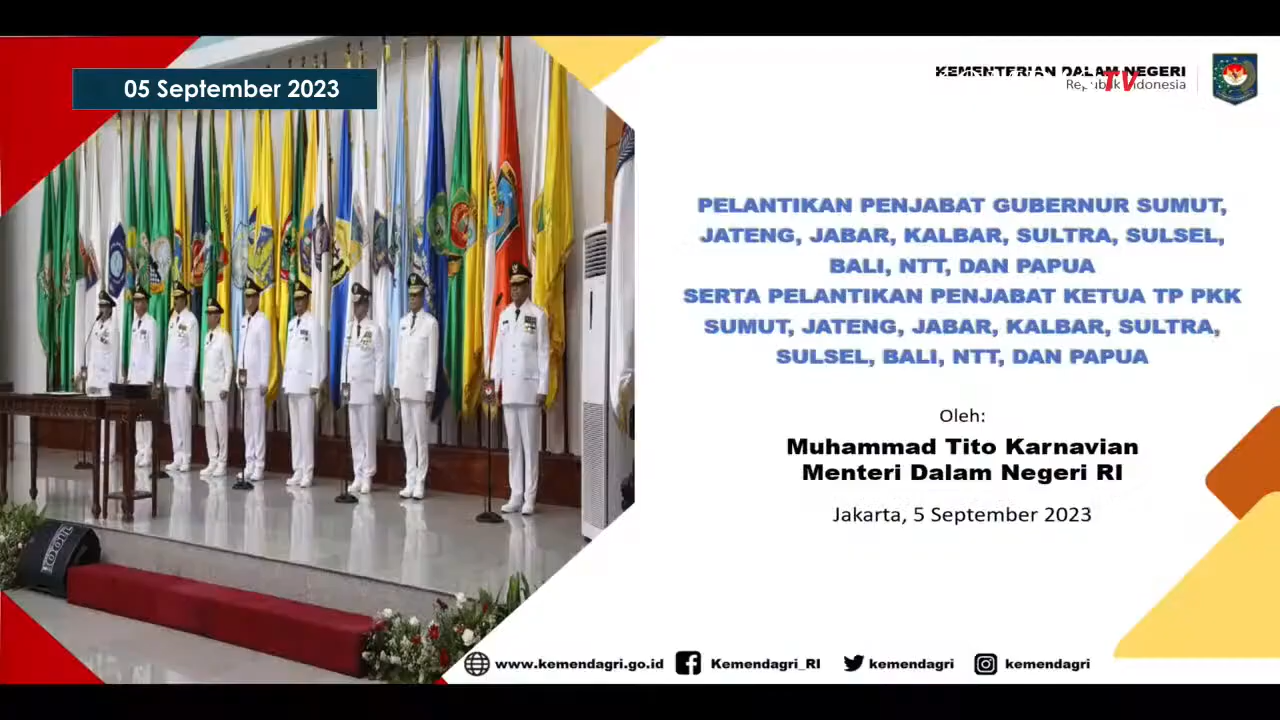 05 September 2023
KEMENTERIAN DALAM NEGERI
Republik Indonesia
TV
PELANTIKAN PENJABAT GUBERNUR SUMUT,
JATENG, JABAR, KALBAR, SULTRA, SULSEL,
BALI, NTT, DAN PAPUA
SERTA PELANTIKAN PENJABAT KETUA TP PKK
SUMUT, JATENG, JABAR, KALBAR, SULTRA,
SULSEL, BALI, NTT, DAN PAPUA
Oleh:
Muhammad Tito Karnavian
Menteri Dalam Negeri RI
Jakarta, 5 September 2023
www.kemendagri.go.id Kemendagri_RI kemendagri kemendagri